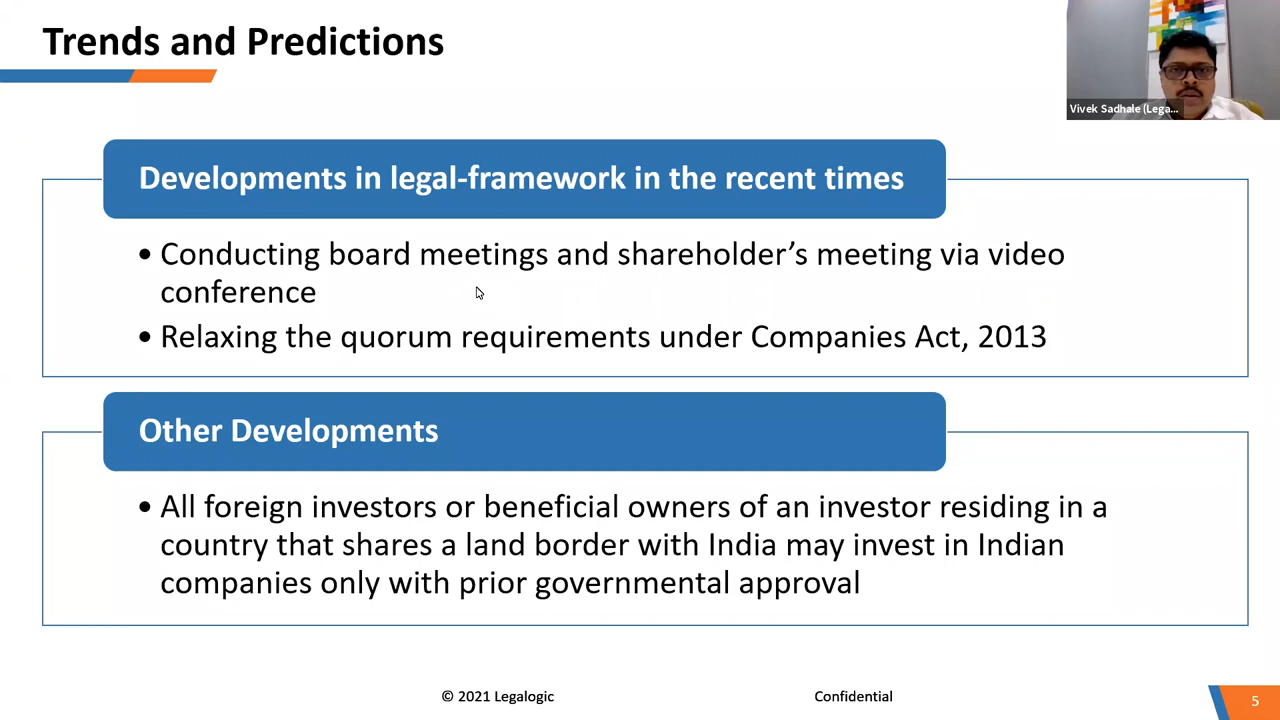 Trends and Predictions
Vivek Sadhale (Lega...
Developments in legal-framework in the recent times
• Conducting board meetings and shareholder’s meeting via video
conference
• Relaxing the quorum requirements under Companies Act, 2013
Other Developments
• All foreign investors or beneficial owners of an investor residing in a
country that shares a land border with India may invest in Indian
companies only with prior governmental approval
© 2021 Legalogic
Confidential
5